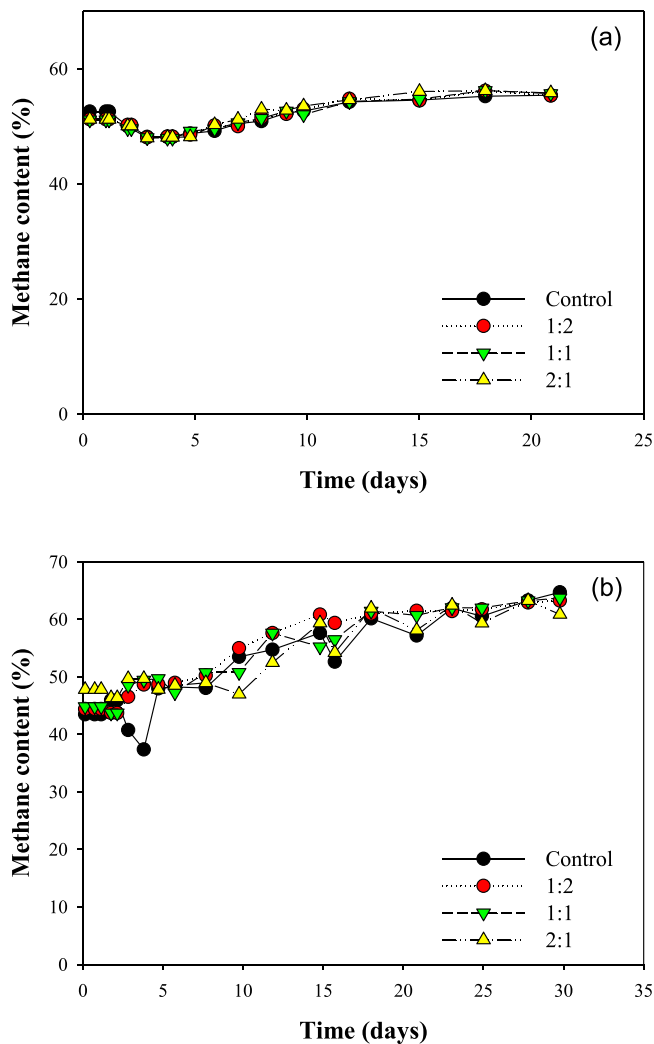 (a)
60
40
20
0
Methane content (%)
Control
1:2
1:1
2:1
0 5 10 15 20 25
Time (days)
(b)
70
60
50
40
30
20
10
0
Methane content (%)
Control
1:2
1:1
2:1
0 5 10 15 20 25 30 35
Time (days)